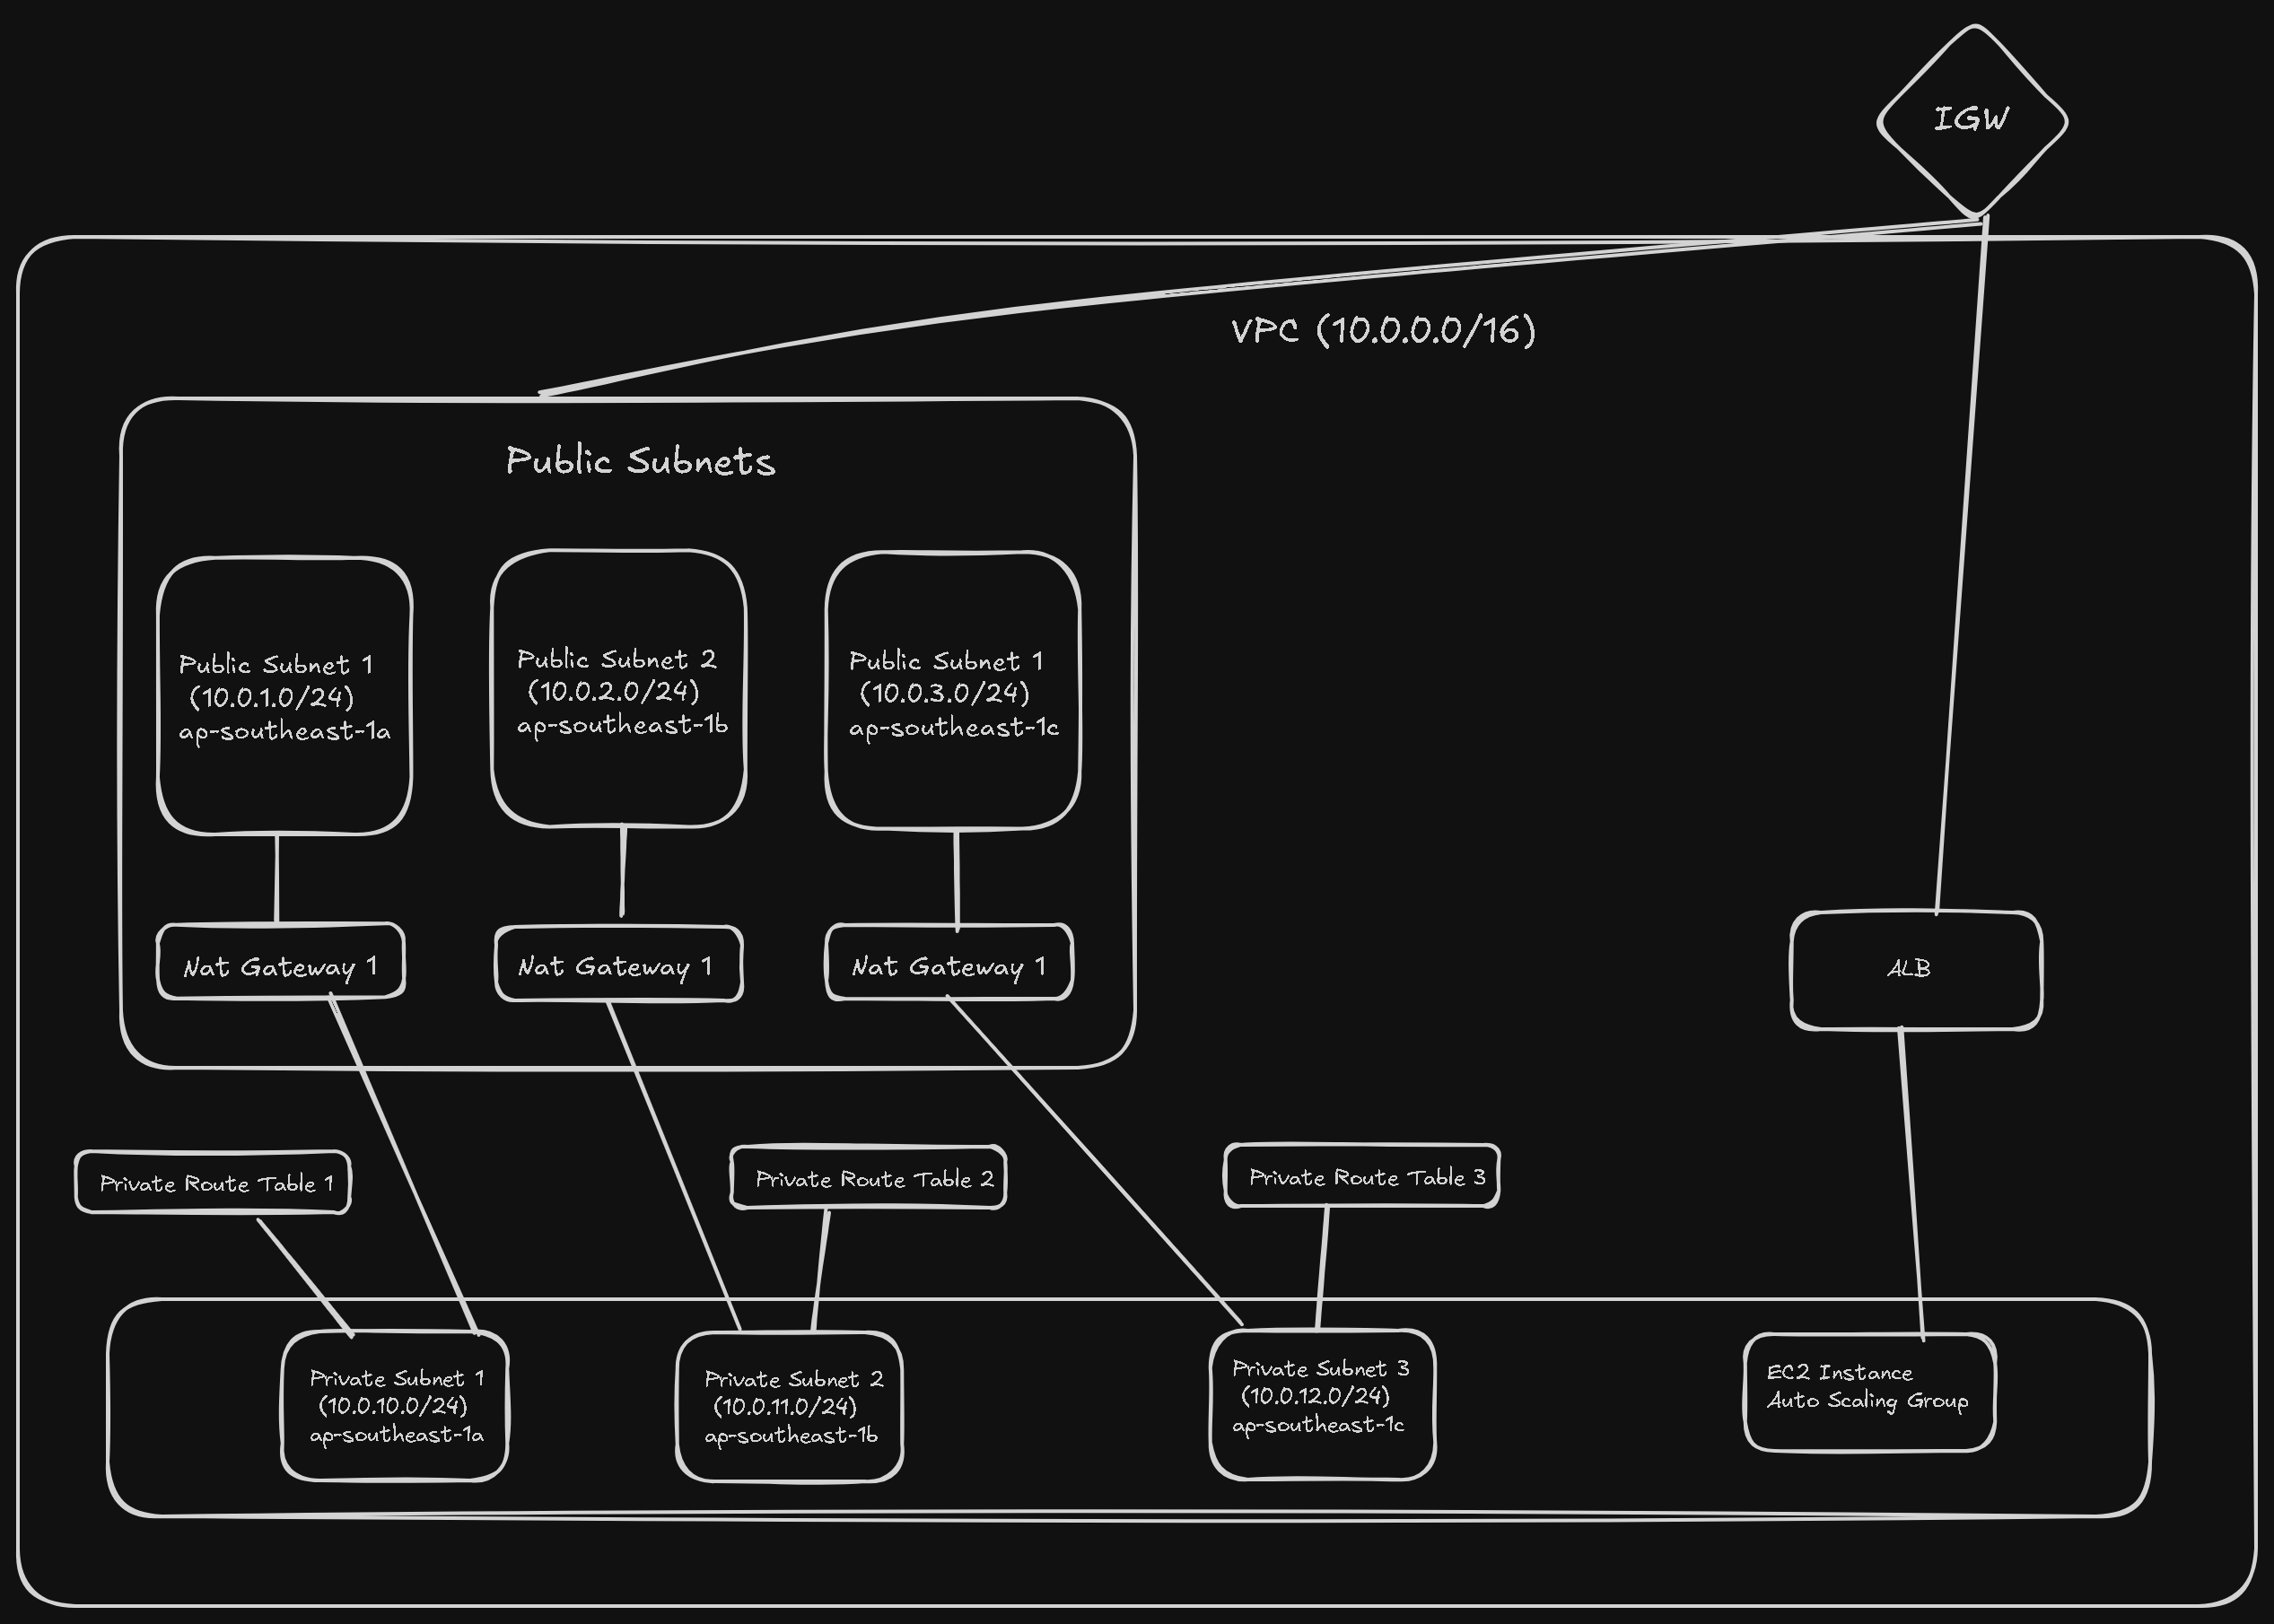 IGW
VPC (10.0.0.0/16)
Public Subnets
Public Subnet 1
(10.0.1.0/24)
ap-southeast-1a
Public Subnet 2
(10.0.2.0/24)
ap-southeast-1b
Public Subnet 1
(10.0.3.0/24)
ap-southeast-1c
Nat Gateway 1
Nat Gateway 1
Nat Gateway 1
ALB
Private Route Table 1
Private Route Table 2
Private Route Table 3
Private Subnet 1
(10.0.10.0/24)
ap-southeast-1a
Private Subnet 2
(10.0.11.0/24)
ap-southeast-1b
Private Subnet 3
(10.0.12.0/24)
ap-southeast-1c
EC2 Instance
Auto Scaling Group